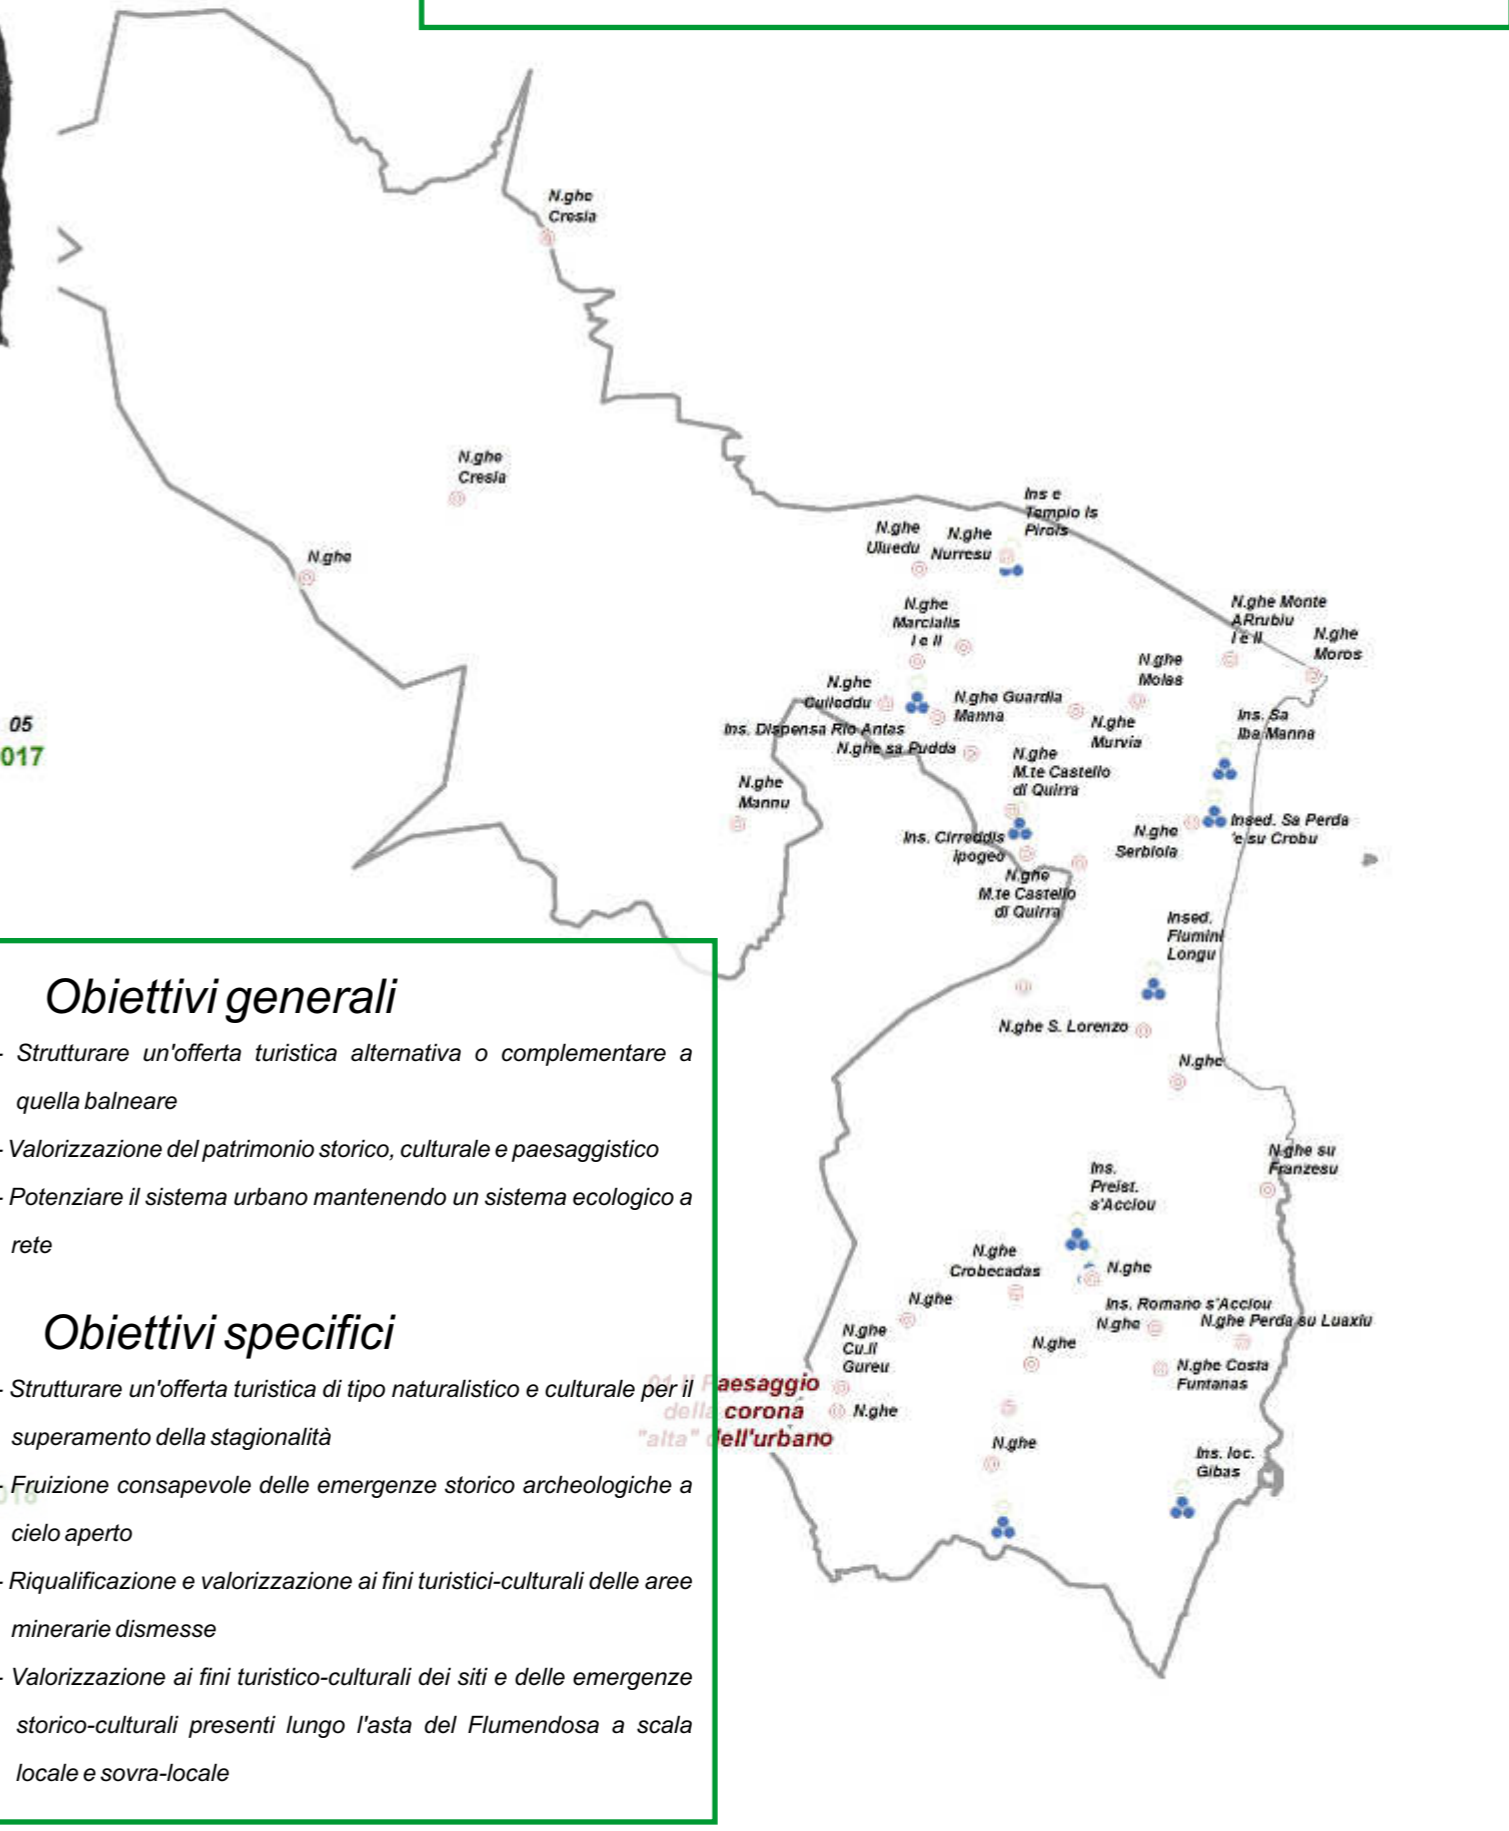 N.ghe
Cresia
N.ghe
Cresia
N.ghe
Ins e
Tempio Is
Pirois
N.ghe
Uluedu
N.ghe
Nurresu
N.ghe
Marcialis
I e II
N.ghe Monte
ARrubiu
I e II
N.ghe
Moros
N.ghe
Molas
N.ghe
Cuileddu
N.ghe Guardia
Manna
N.ghe
Murvia
Ins. Sa
Iba Manna
Ins. Dispensa Rio Antas
N.ghe sa Pudda
05
017
N.ghe
M.te Castello
di Quirra
N.ghe
Mannu
Ins. Cirreddis
ipogeo
N.ghe
Serbiola
Insed. Sa Perda
'e su Crobu
N.ghe
M.te Castello
di Quirra
Insed.
Flumini
Longu
N.ghe S. Lorenzo
N.ghe
N.ghe su
Franzesu
Ins.
Preist.
s'Acciou
N.ghe
Crobecadas
N.ghe
N.ghe
Ins. Romano s'Acciou
N.ghe
N.ghe Perda su Luaxiu
N.ghe
Cu.ll
Gureu
N.ghe
N.ghe Costa
Funtanas
01 Il Paesaggio
della corona
"alta" dell'urbano
N.ghe
N.ghe
Ins. loc.
Gibas
Obiettivi generali
- Strutturare un'offerta turistica alternativa o complementare a
quella balneare
- Valorizzazione del patrimonio storico, culturale e paesaggistico
- Potenziare il sistema urbano mantenendo un sistema ecologico a
rete
Obiettivi specifici
- Strutturare un'offerta turistica di tipo naturalistico e culturale per il
superamento della stagionalità
- Fruizione consapevole delle emergenze storico archeologiche a
cielo aperto
018
- Riqualificazione e valorizzazione ai fini turistici-culturali delle aree
minerarie dismesse
- Valorizzazione ai fini turistico-culturali dei siti e delle emergenze
storico-culturali presenti lungo l'asta del Flumendosa a scala
locale e sovra-locale